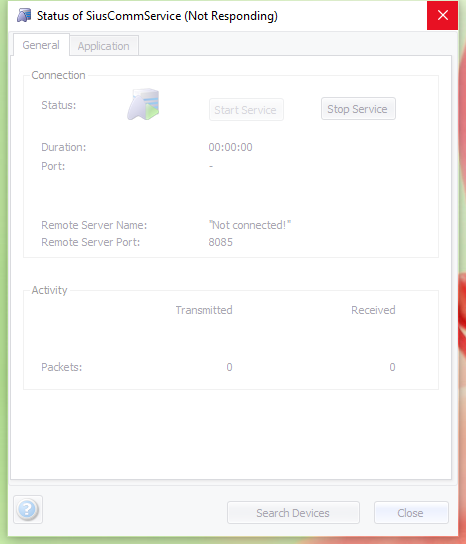 Status of SiusCommService (Not Responding)
General Application
Connection
Status: Start Service Stop Service
Duration: 00:00:00
Port: -
Remote Server Name: "Not connected!"
Remote Server Port: 8085
Activity
Transmitted Received
Packets: 0 0
? Search Devices Close